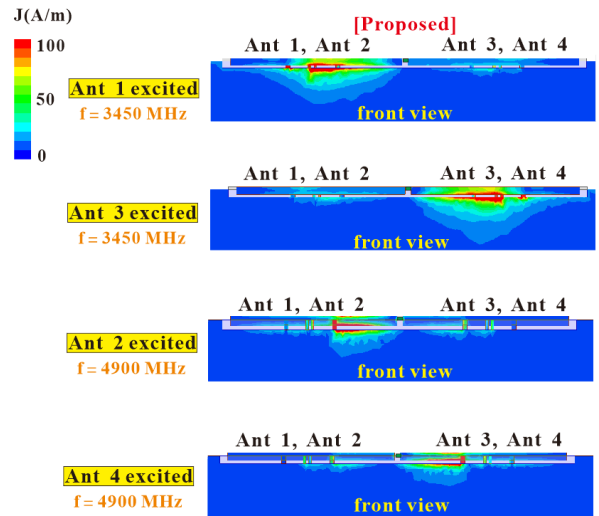 J(A/m)
100
50
0
[Proposed]
Ant 1, Ant 2 Ant 3, Ant 4
Ant 1 excited
f = 3450 MHz
front view
Ant 1, Ant 2 Ant 3, Ant 4
Ant 3 excited
f = 3450 MHz
front view
Ant 1, Ant 2 Ant 3, Ant 4
Ant 2 excited
f = 4900 MHz
front view
Ant 1, Ant 2 Ant 3, Ant 4
Ant 4 excited
f = 4900 MHz
front view